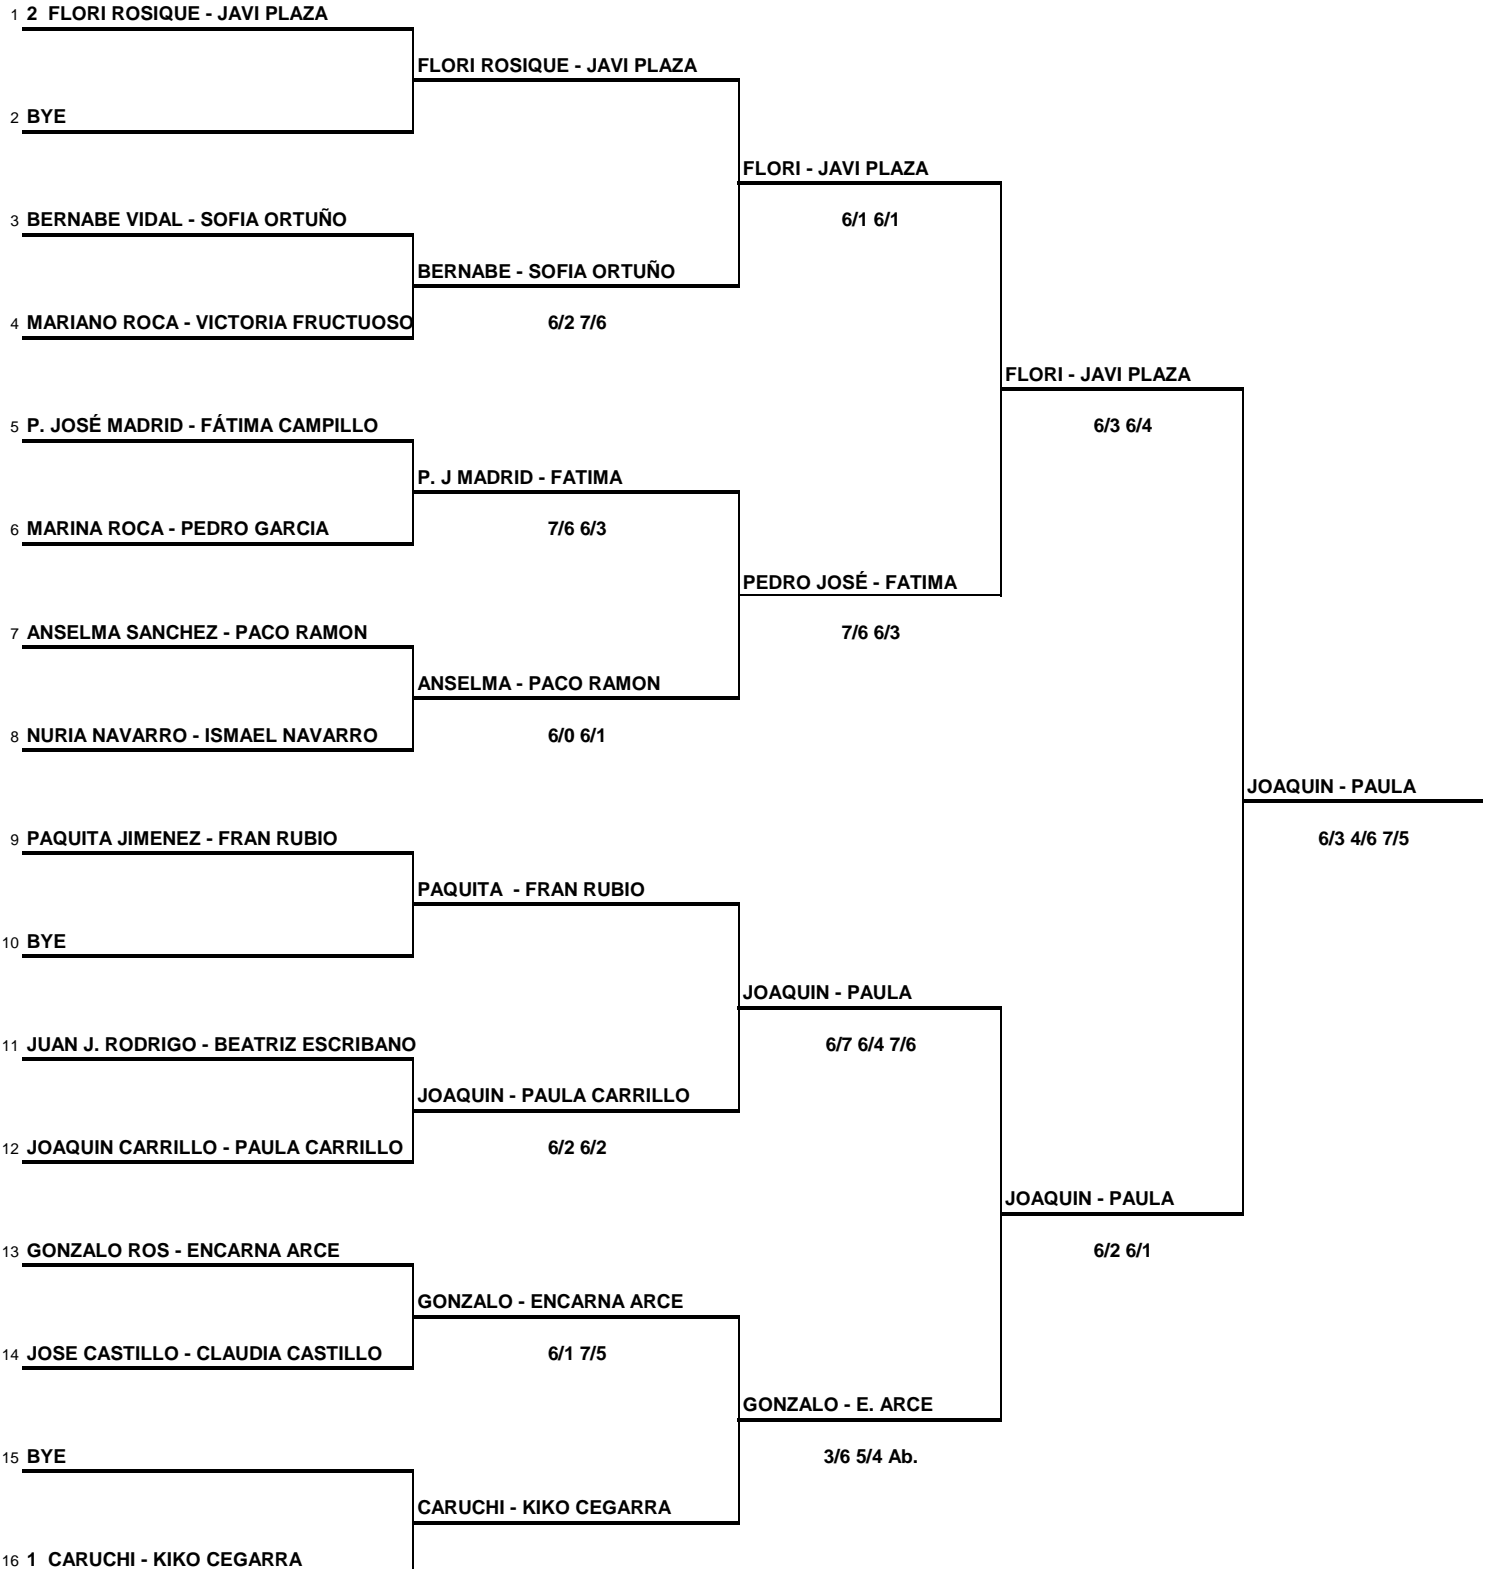 1 2 FLORI ROSIQUE - JAVI PLAZA
FLORI ROSIQUE - JAVI PLAZA
2 BYE
FLORI - JAVI PLAZA
3 BERNABE VIDAL - SOFIA ORTUÑO
6/1 6/1
BERNABE - SOFIA ORTUÑO
4 MARIANO ROCA - VICTORIA FRUCTUOSO
6/2 7/6
FLORI - JAVI PLAZA
5 P. JOSÉ MADRID - FÁTIMA CAMPILLO
6/3 6/4
P. J MADRID - FATIMA
6 MARINA ROCA - PEDRO GARCIA
7/6 6/3
PEDRO JOSÉ - FATIMA
7 ANSELMA SANCHEZ - PACO RAMON
7/6 6/3
ANSELMA - PACO RAMON
8 NURIA NAVARRO - ISMAEL NAVARRO
6/0 6/1
JOAQUIN - PAULA
9 PAQUITA JIMENEZ - FRAN RUBIO
6/3 4/6 7/5
PAQUITA - FRAN RUBIO
10 BYE
JOAQUIN - PAULA
11 JUAN J. RODRIGO - BEATRIZ ESCRIBANO
6/7 6/4 7/6
JOAQUIN - PAULA CARRILLO
12 JOAQUIN CARRILLO - PAULA CARRILLO
6/2 6/2
JOAQUIN - PAULA
13 GONZALO ROS - ENCARNA ARCE
6/2 6/1
GONZALO - ENCARNA ARCE
14 JOSE CASTILLO - CLAUDIA CASTILLO
6/1 7/5
GONZALO - E. ARCE
15 BYE
3/6 5/4 Ab.
CARUCHI - KIKO CEGARRA
16 1 CARUCHI - KIKO CEGARRA